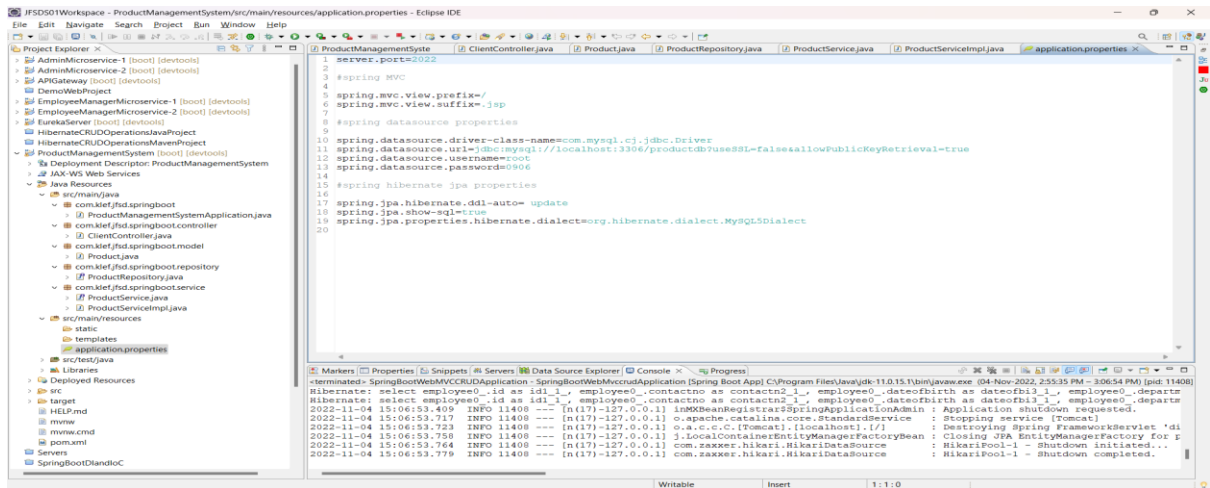 JFSDS01Workspace - ProductManagementSystem/src/main/resources/application.properties - Eclipse IDE
File Edit Navigate Search Project Run Window Help
Project Explorer
AdminMicroservice-1 [boot] [devtools]
AdminMicroservice-2 [boot] [devtools]
APIGateway [boot] [devtools]
DemoWebProject
EmployeeManagerMicroservice-1 [boot] [devtools]
EmployeeManagerMicroservice-2 [boot] [devtools]
EurekaServer [boot] [devtools]
HibernateCRUDOperationsJavaProject
HibernateCRUDOperationsMavenProject
ProductManagementSystem [boot] [devtools]
Deployment Descriptor: ProductManagementSystem
JAX-WS Web Services
Java Resources
src/main/java
com.klef.jfsd.springboot
ProductManagementSystemApplication.java
com.klef.jfsd.springboot.controller
ClientController.java
com.klef.jfsd.springboot.model
Product.java
com.klef.jfsd.springboot.repository
ProductRepository.java
com.klef.jfsd.springboot.service
ProductService.java
ProductServiceImpl.java
src/main/resources
static
templates
application.properties
src/test/java
Libraries
Deployed Resources
src
target
HELP.md
mvnw
mvnw.cmd
pom.xml
Servers
SpringBootDIandIoC
ProductManagementSyste ClientController.java Product.java ProductRepository.java ProductService.java ProductServiceImpl.java application.properties
1 server.port=2022
2
3 #spring MVC
4
5 spring.mvc.view.prefix=/
6 spring.mvc.view.suffix=.jsp
7
8 #spring datasource properties
9
10 spring.datasource.driver-class-name=com.mysql.cj.jdbc.Driver
11 spring.datasource.url=jdbc:mysql://localhost:3306/productdb?useSSL=false&allowPublicKeyRetrieval=true
12 spring.datasource.username=root
13 spring.datasource.password=0906
14
15 #spring hibernate jpa properties
16
17 spring.jpa.hibernate.ddl-auto= update
18 spring.jpa.show-sql=true
19 spring.jpa.properties.hibernate.dialect=org.hibernate.dialect.MySQL5Dialect
20
Markers Properties Snippets Servers Data Source Explorer Console Progress
<terminated> SpringBootWebMVCCRUDApplication - SpringBootWebMvccrudApplication [Spring Boot App] C:\Program Files\Java\jdk-11.0.15.1\bin\javaw.exe (04-Nov-2022, 2:55:35 PM – 3:06:54 PM) [pid: 11408]
Hibernate: select employee0_.id as id1_1_, employee0_.contactno as contactn2_1_, employee0_.dateofbirth as dateofbi3_1_, employee0_.departm
Hibernate: select employee0_.id as id1_1_, employee0_.contactno as contactn2_1_, employee0_.dateofbirth as dateofbi3_1_, employee0_.departm
2022-11-04 15:06:53.409 INFO 11408 --- [n(17)-127.0.0.1] inMXBeanRegistrar$SpringApplicationAdmin : Application shutdown requested.
2022-11-04 15:06:53.717 INFO 11408 --- [n(17)-127.0.0.1] o.apache.catalina.core.StandardService : Stopping service [Tomcat]
2022-11-04 15:06:53.723 INFO 11408 --- [n(17)-127.0.0.1] o.a.c.c.C.[Tomcat].[localhost].[/] : Destroying Spring FrameworkServlet 'di
2022-11-04 15:06:53.758 INFO 11408 --- [n(17)-127.0.0.1] j.LocalContainerEntityManagerFactoryBean : Closing JPA EntityManagerFactory for p
2022-11-04 15:06:53.764 INFO 11408 --- [n(17)-127.0.0.1] com.zaxxer.hikari.HikariDataSource : HikariPool-1 - Shutdown initiated...
2022-11-04 15:06:53.779 INFO 11408 --- [n(17)-127.0.0.1] com.zaxxer.hikari.HikariDataSource : HikariPool-1 - Shutdown completed.
Writable Insert 1:1:0